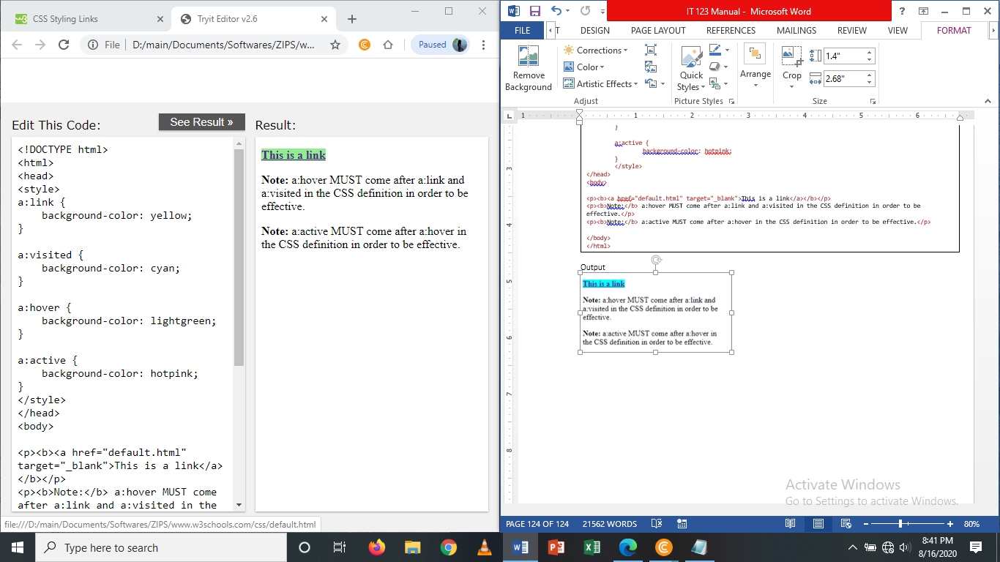 CSS Styling Links
Tryit Editor v2.6
File D:/main/Documents/Softwares/ZIPS/w...
Paused
Edit This Code:
See Result »
Result:
<!DOCTYPE html>
<html>
<head>
<style>
a:link {
background-color: yellow;
}
a:visited {
background-color: cyan;
}
a:hover {
background-color: lightgreen;
}
a:active {
background-color: hotpink;
}
</style>
</head>
<body>
<p><b><a href="default.html"
target="_blank">This is a link</a>
</b></p>
<p><b>Note:</b> a:hover MUST come
after a:link and a:visited in the
This is a link
Note: a:hover MUST come after a:link and
a:visited in the CSS definition in order to be
effective.
Note: a:active MUST come after a:hover in
the CSS definition in order to be effective.
file:///D:/main/Documents/Softwares/ZIPS/www.w3schools.com/css/default.html
IT 123 Manual - Microsoft Word
?
FILE T DESIGN PAGE LAYOUT REFERENCES MAILINGS REVIEW VIEW FORMAT
Remove
Background
Corrections
Color
Artistic Effects
Adjust
Quick
Styles
Picture Styles
Arrange
Crop
1.4"
2.68"
Size
1 1 2 3 4 5 6
3
4
5
6
7
8
}
a:active {
background-color: hotpink;
}
</style>
</head>
<body>
<p><b><a href="default.html" target="_blank">This is a link</a></b></p>
<p><b>Note:</b> a:hover MUST come after a:link and a:visited in the CSS definition in order to be
effective.</p>
<p><b>Note:</b> a:active MUST come after a:hover in the CSS definition in order to be effective.</p>
</body>
</html>
Output
This is a link
Note: a:hover MUST come after a:link and
a:visited in the CSS definition in order to be
effective.
Note: a:active MUST come after a:hover in
the CSS definition in order to be effective.
Activate Windows
Go to Settings to activate Windows.
PAGE 124 OF 124 21562 WORDS 80%
Type here to search
8:41 PM
8/16/2020